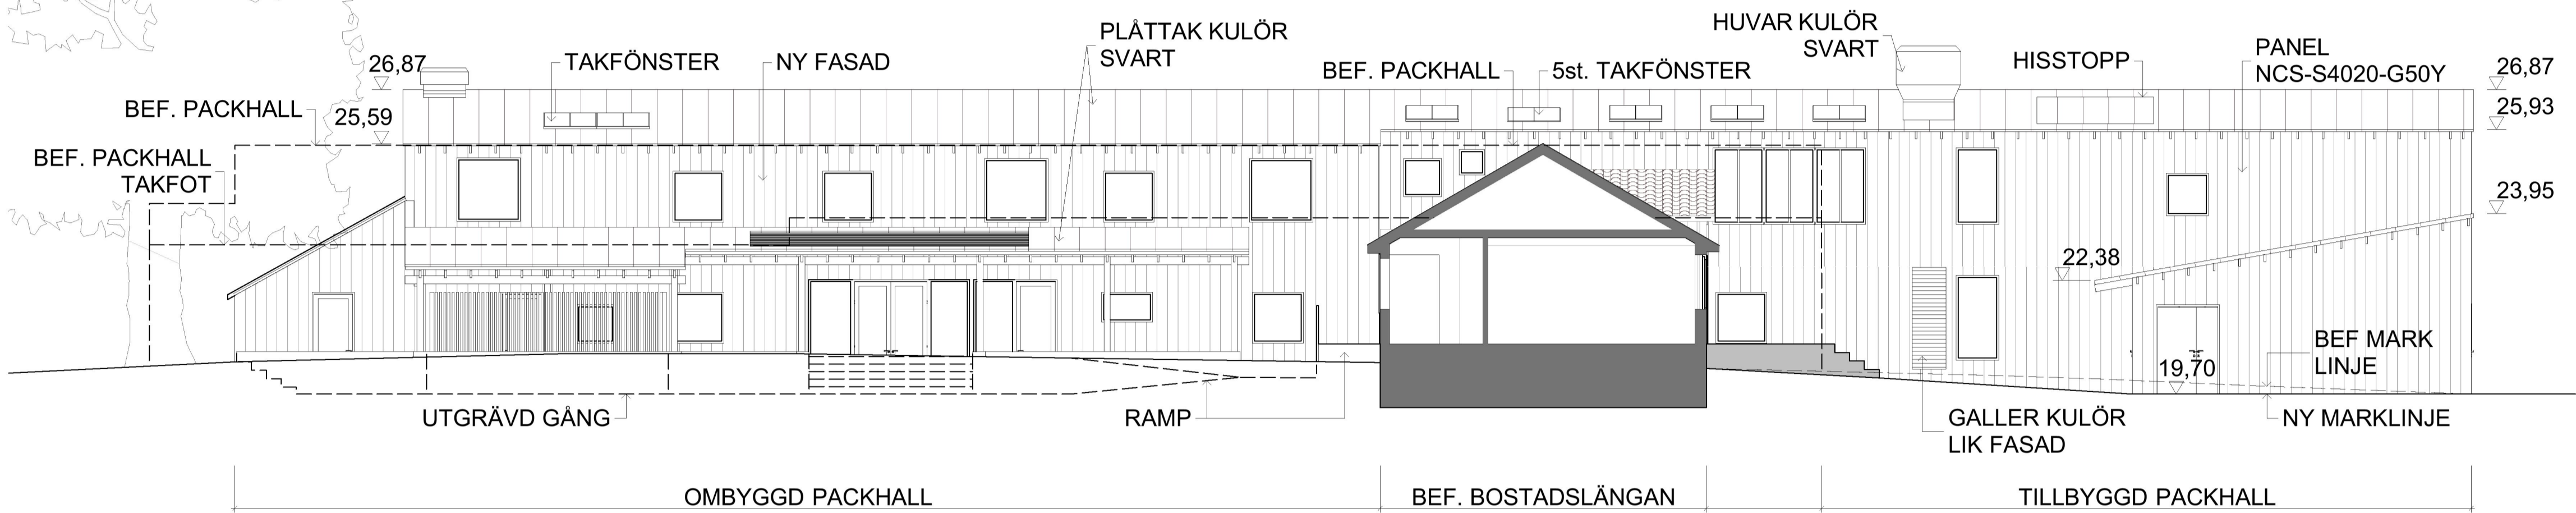 HUVAR KULÖR
SVART
PLÅTTAK KULÖR
SVART
PANEL
NCS-S4020-G50Y
TAKFÖNSTER
NY FASAD
BEF. PACKHALL
5st. TAKFÖNSTER
HISSTOPP
26,87
26,87
BEF. PACKHALL
25,59
25,93
BEF. PACKHALL
TAKFOT
23,95
22,38
19,70
BEF MARK
LINJE
UTGRÄVD GÅNG
RAMP
GALLER KULÖR
LIK FASAD
NY MARKLINJE
OMBYGGD PACKHALL
BEF. BOSTADSLÄNGAN
TILLBYGGD PACKHALL